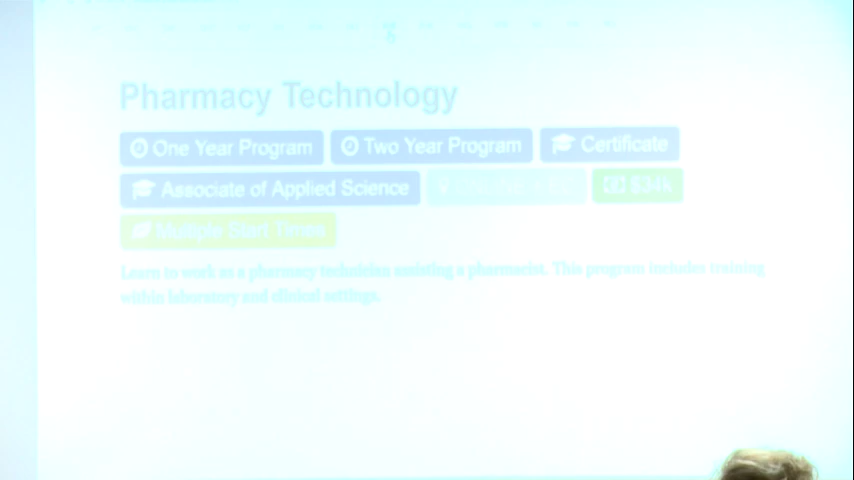 Pharmacy Technology
One Year Program Two Year Program Certificate
Associate of Applied Science $34k
Multiple Start Times
Learn to work as a pharmacy technician assisting a pharmacist. This program includes training
within laboratory and clinical settings.